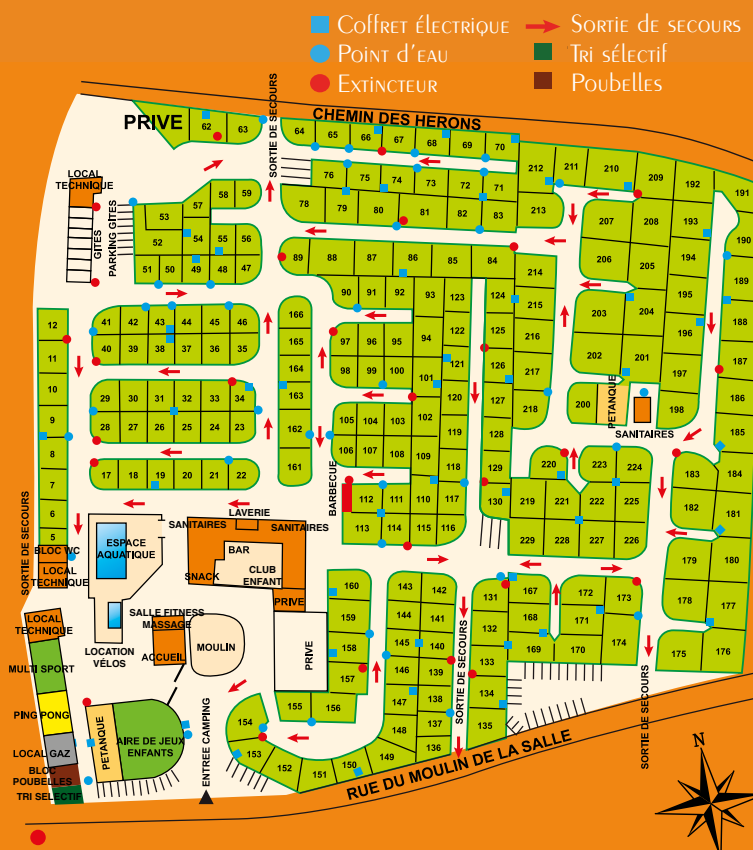 Coffret électrique
Sortie de secours
Point d'eau
Tri sélectif
Extincteur
Poubelles
CHEMIN DES HERONS
PRIVE
SORTIE DE SECOURS
62 63
64 65 66 67 68 69 70
212 211 210 209 192 191
LOCAL
TECHNIQUE
GITES
PARKING GÎTES
76 75 74 73 72 71
78 79 80 81 82 83
213
207 208 193
190
57 58 59
53 54 55 56
52
51 50 49 48 47
89 88 87 86 85 84
206 205 194
189
214
215
90 91 92 93 123 124
203 204 195
188
12
11
10
9
8
7
6
5
41 42 43 44 45 46
40 39 38 37 36 35
166
165
164
163
162
161
97 96 95 94 122 125 216
98 99 100 101 121 126 217
202 201 196
187
197
186
29 30 31 32 33 34
28 27 26 25 24 23
120 127 218
200
PETANQUE
198
SANITAIRES
185
105 104 103 102 119 128
106 107 108 109 118 129
17 18 19 20 21 22
220 223 224
183 184
BARBECUE
112 111 110 117 130
113 114 115 116
219 221 222 225
229 228 227 226
182 181
SORTIE DE SECOURS
BLOC WC
LOCAL
TECHNIQUE
ESPACE
AQUATIQUE
LAVERIE
SANITAIRES
SANITAIRES
BAR
CLUB
ENFANT
SNACK
PRIVE
179 180
178 177
175 176
LOCAL
TECHNIQUE
MULTI SPORT
PING PONG
LOCAL GAZ
BLOC
POUBELLES
TRI SELECTIF
LOCATION
VÉLOS
SALLE FITNESS
MASSAGE
ACCUEIL
MOULIN
PRIVE
160
159
158
157
156
155
154
153
152
151
150
149
143 142
144 141
145 140
146 139
147 138
148 137
136
SORTIE DE SECOURS
131
132
133
134
135
167 172 173
168 171
169 170 174
SORTIE DE SECOURS
PETANQUE
AIRE DE JEUX
ENFANTS
ENTREE CAMPING
RUE DU MOULIN DE LA SALLE
N